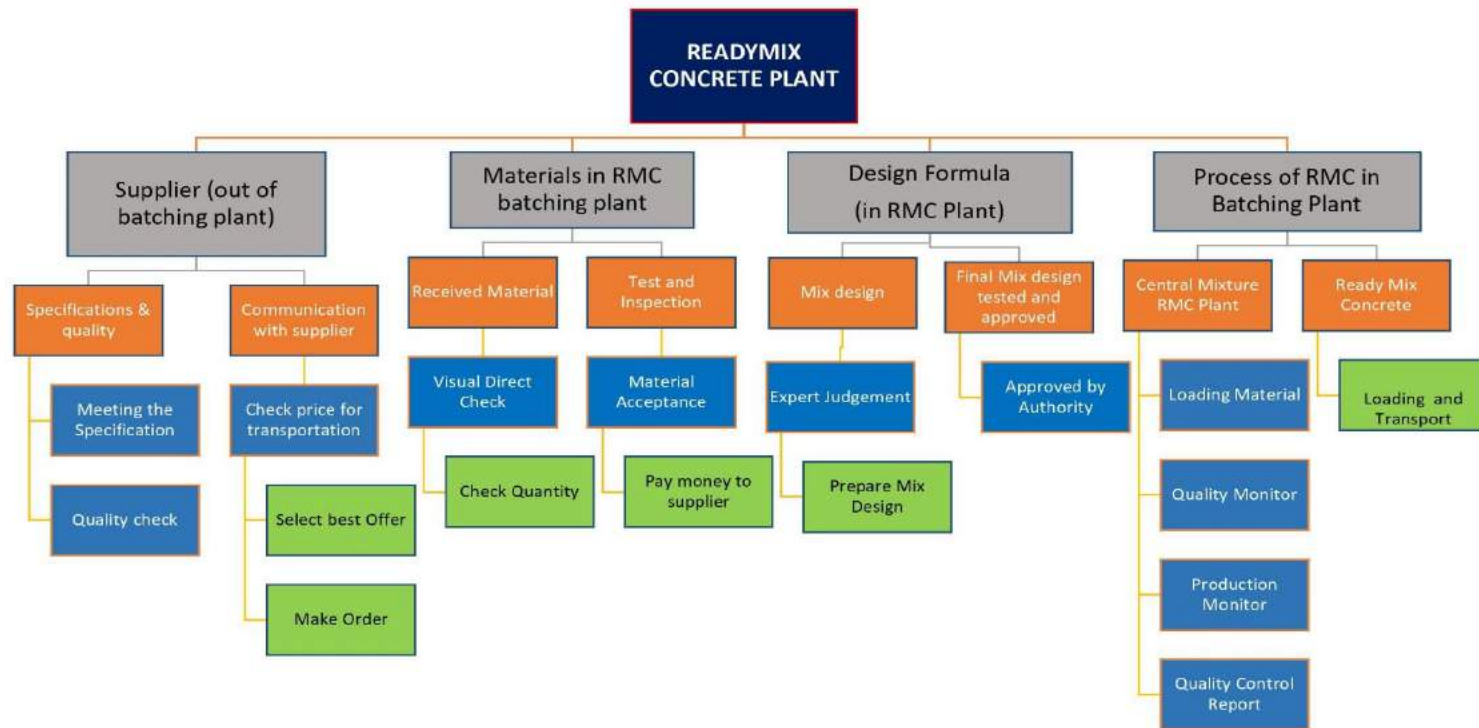 READYMIX
CONCRETE PLANT
Supplier (out of
batching plant)
Materials in RMC
batching plant
Design Formula
(in RMC Plant)
Process of RMC in
Batching Plant
Specifications &
quality
Communication
with supplier
Received Material
Test and
Inspection
Mix design
Final Mix design
tested and
approved
Central Mixture
RMC Plant
Ready Mix
Concrete
Meeting the
Specification
Check price for
transportation
Visual Direct
Check
Material
Acceptance
Expert Judgement
Approved by
Authority
Loading Material
Loading and
Transport
Quality check
Select best Offer
Check Quantity
Pay money to
supplier
Prepare Mix
Design
Quality Monitor
Make Order
Production
Monitor
Quality Control
Report